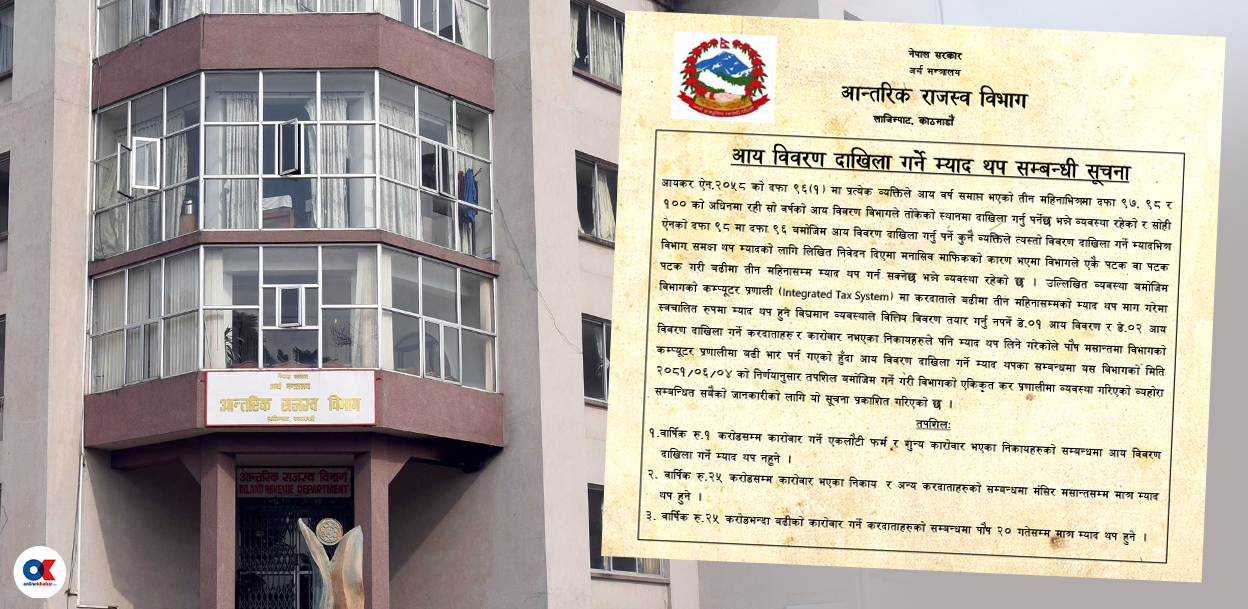 नेपाल सरकार
अर्थ मन्त्रालय
आन्तरिक राजस्व विभाग
लाजिम्पाट, काठमाडौं
आन्तरिक राजस्व विभाग
INLAND REVENUE DEPARTMENT
onlinekhabar.com
नेपाल सरकार
अर्थ मन्त्रालय
आन्तरिक राजस्व विभाग
लाजिम्पाट, काठमाडौं
आय विवरण दाखिला गर्ने म्याद थप सम्बन्धी सूचना
आयकर ऐन,२०५८ को दफा ९६(१) मा प्रत्येक व्यक्तिले आय वर्ष समाप्त भएको तीन महिनाभित्रमा दफा ९७, ९८ र
१०० को अधिनमा रही सो वर्षको आय विवरण विभागले तोकेको स्थानमा दाखिला गर्नु पर्नेछ भन्ने व्यवस्था रहेको र सोही
ऐनको दफा ९८ मा दफा ९६ बमोजिम आय विवरण दाखिला गर्नु पर्ने कुनै व्यक्तिले त्यस्तो विवरण दाखिला गर्ने म्यादभित्र
विभाग समक्ष थप म्यादको लागि लिखित निवेदन दिएमा मनासिव माफिकको कारण भएमा विभागले एकै पटक वा पटक
पटक गरी बढीमा तीन महिनासम्म म्याद थप गर्न सक्नेछ भन्ने व्यवस्था रहेको छ । उल्लिखित व्यवस्था बमोजिम
विभागको कम्प्यूटर प्रणाली (Integrated Tax System) मा करदाताले बढीमा तीन महिनासम्मको म्याद थप माग गरेमा
स्वचालित रुपमा म्याद थप हुने विद्यमान व्यवस्थाले वित्तिय विवरण तयार गर्नु नपर्ने डे.०१ आय विवरण र डे.०२ आय
विवरण दाखिला गर्ने करदाताहरु र कारोबार नभएका निकायहरुले पनि म्याद थप लिने गरेकोले पौष मसान्तमा विभागको
कम्प्यूटर प्रणालीमा बढी भार पर्न गएको हुँदा आय विवरण दाखिला गर्ने म्याद थपका सम्बन्धमा यस विभागको मिति
२०८१/०६/०४ को निर्णयानुसार तपशिल बमोजिम गर्ने गरी विभागको एकिकृत कर प्रणालीमा व्यवस्था गरिएको व्यहोरा
सम्बन्धित सबैको जानकारीको लागि यो सूचना प्रकाशित गरिएको छ ।
तपशिलः
१.वार्षिक रु.१ करोडसम्म कारोबार गर्ने एकलौटी फर्म र शुन्य कारोबार भएका निकायहरुको सम्बन्धमा आय विवरण
दाखिला गर्ने म्याद थप नहुने ।
२. वार्षिक रु.२५ करोडसम्म कारोबार भएका निकाय र अन्य करदाताहरुको सम्बन्धमा मंसिर मसान्तसम्म मात्र म्याद
थप हुने ।
३. वार्षिक रु.२५ करोडभन्दा बढीको कारोबार गर्ने करदाताहरुको सम्बन्धमा पौष २० गतेसम्म मात्र म्याद थप हुने ।